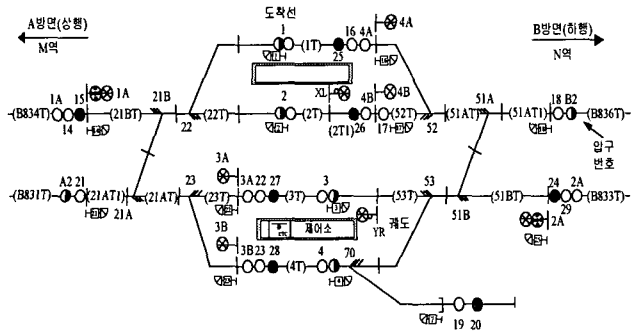 A방면(상행)
M역
도착선
B방면(하행)
N역
1 16 4A 4A
(1T)
25
1A 15 1A 21B XL 4B
2 4B 18 B2
(B834T) (21BT) (22T) (2T) (52T) (51AT) 51A (51AT1) (B836T)
14 22 (2T1) 26 17 52
압구
번호
3A
A2 21 23 3A 22 27 3 53 24 2A
(B831T) (21AT1) (21AT) (23T) (3T) (53T) (51BT) (B833T)
21A 51B 29
제어소 YR 궤도 2A
CTC
3B
3B 23 28 4 70
(4T)
19 20